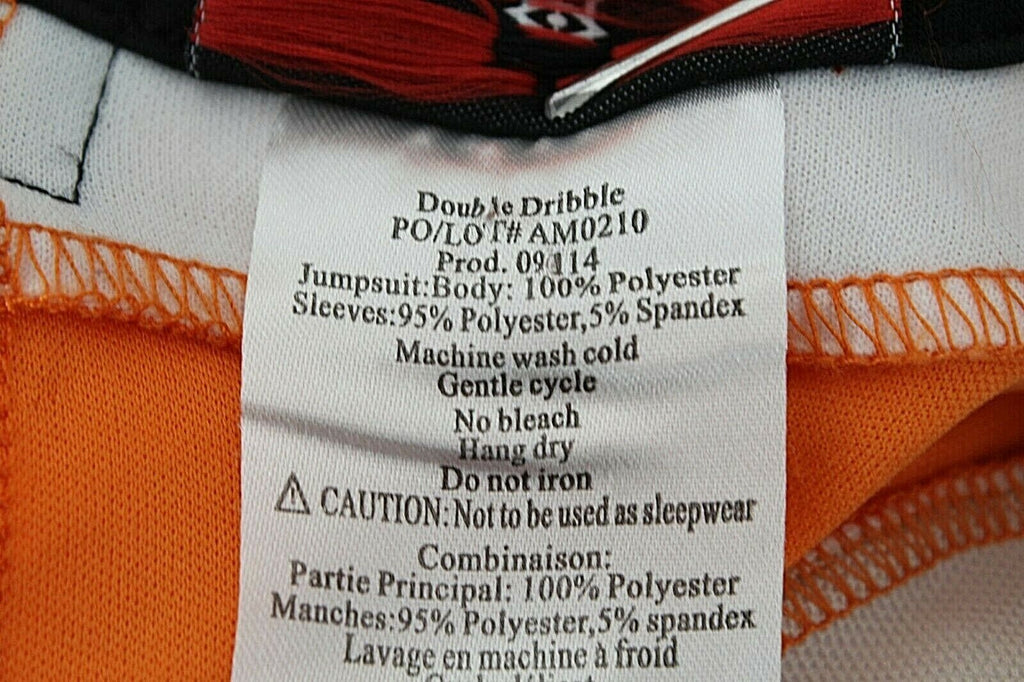 Double Dribble
PO/LOT# AM0210
Prod. 09114
Jumpsuit:Body: 100% Polyester
Sleeves:95% Polyester,5% Spandex
Machine wash cold
Gentle cycle
No bleach
Hang dry
Do not iron
⚠ CAUTION: Not to be used as sleepwear
Combinaison:
Partie Principal: 100% Polyester
Manches:95% Polyester,5% spandex
Lavage en machine à froid